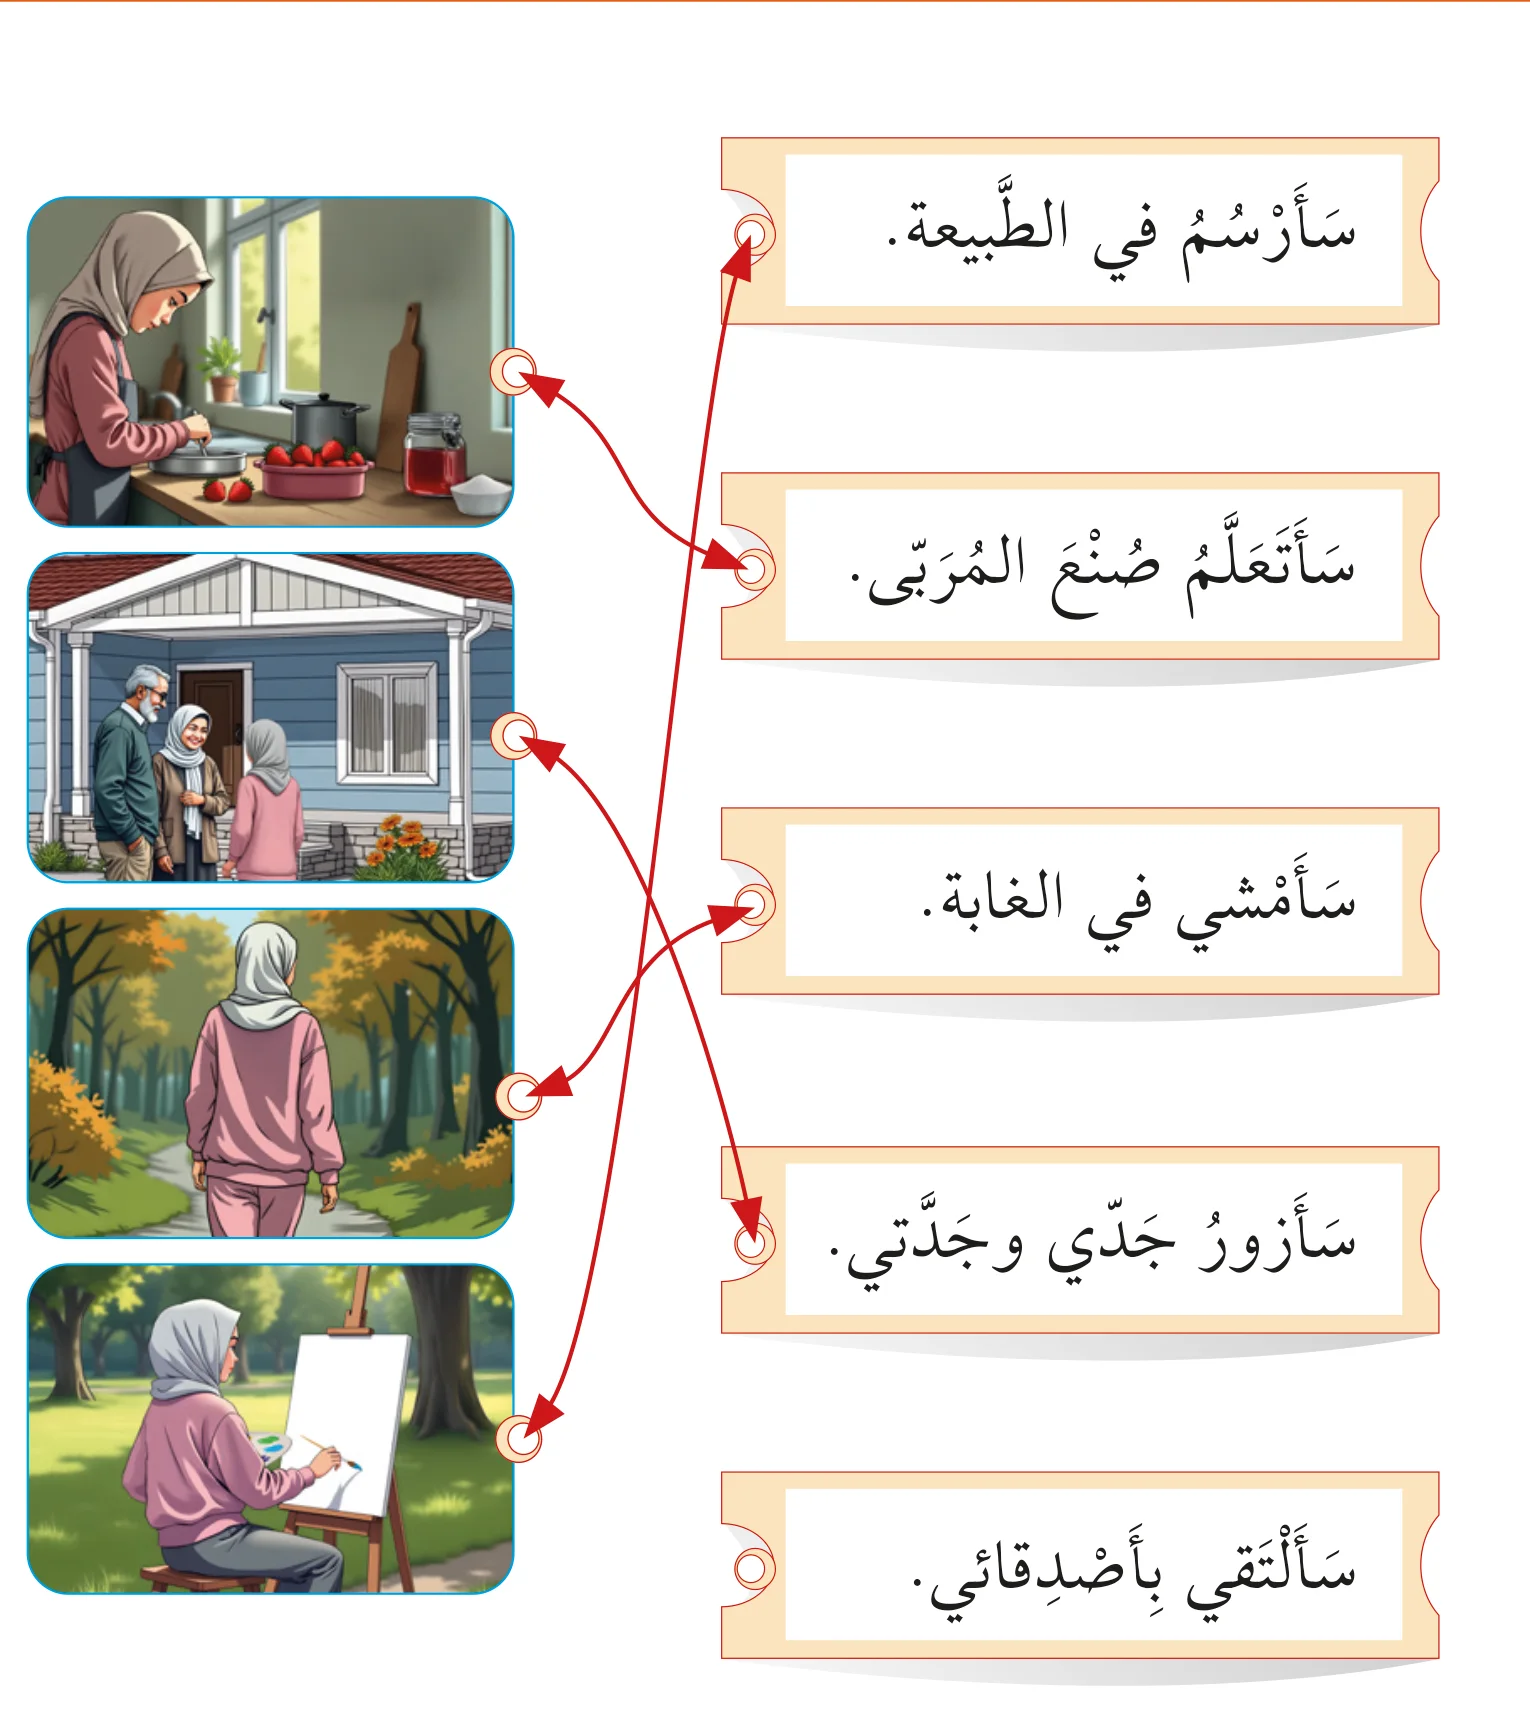 سَأَرْسُمُ في الطَّبيعة.
سَأَتَعَلَّمُ صُنْعَ المُرَبّى.
سَأَمْشي في الغابة.
سَأَزورُ جَدّي وجَدَّتي.
سَأَلْتَقي بِأَصْدِقائي.